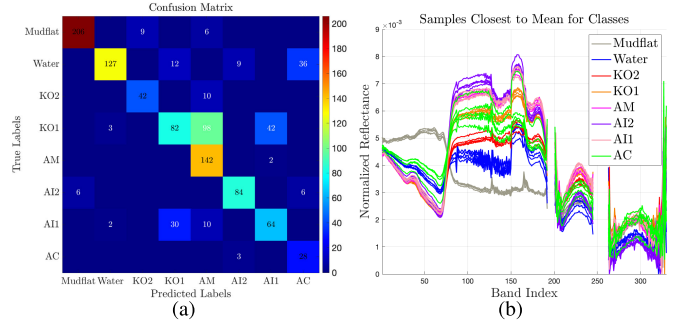 Confusion Matrix
Mudflat
Water
KO2
KO1
AM
AI2
AI1
AC
True Labels
9 6
127 12 9 36
42 10
3 82 98 42
142 2
6 84 6
2 30 10 64
3 28
Mudflat Water KO2 KO1 AM AI2 AI1 AC
Predicted Labels
200
180
160
140
120
100
80
60
40
20
0
(a)
Samples Closest to Mean for Classes
×10⁻³
9
8
7
6
5
4
3
2
1
0
Normalized Reflectance
50 100 150 200 250 300
Band Index
Mudflat
Water
KO2
KO1
AM
AI2
AI1
AC
(b)